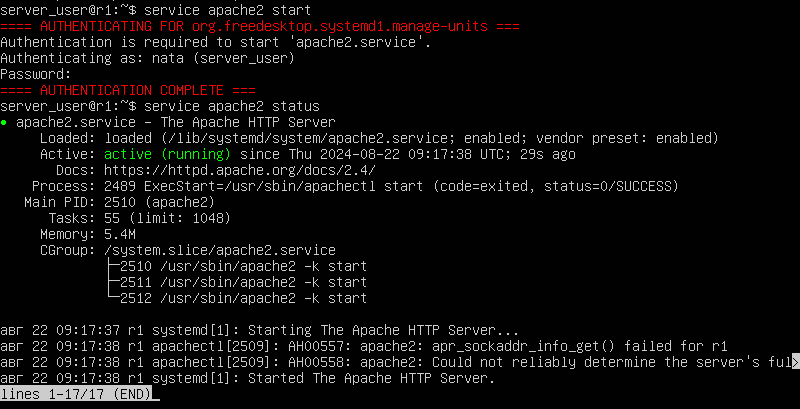 server_user@r1:~$ service apache2 start
==== AUTHENTICATING FOR org.freedesktop.systemd1.manage-units ===
Authentication is required to start 'apache2.service'.
Authenticating as: nata (server_user)
Password:
==== AUTHENTICATION COMPLETE ===
server_user@r1:~$ service apache2 status
● apache2.service – The Apache HTTP Server
Loaded: loaded (/lib/systemd/system/apache2.service; enabled; vendor preset: enabled)
Active: active (running) since Thu 2024-08-22 09:17:38 UTC; 29s ago
Docs: https://httpd.apache.org/docs/2.4/
Process: 2489 ExecStart=/usr/sbin/apachectl start (code=exited, status=0/SUCCESS)
Main PID: 2510 (apache2)
Tasks: 55 (limit: 1048)
Memory: 5.4M
CGroup: /system.slice/apache2.service
├─2510 /usr/sbin/apache2 -k start
├─2511 /usr/sbin/apache2 -k start
└─2512 /usr/sbin/apache2 -k start
авг 22 09:17:37 r1 systemd[1]: Starting The Apache HTTP Server...
авг 22 09:17:38 r1 apachectl[2509]: AH00557: apache2: apr_sockaddr_info_get() failed for r1
авг 22 09:17:38 r1 apachectl[2509]: AH00558: apache2: Could not reliably determine the server's ful>
авг 22 09:17:38 r1 systemd[1]: Started The Apache HTTP Server.
lines 1-17/17 (END)